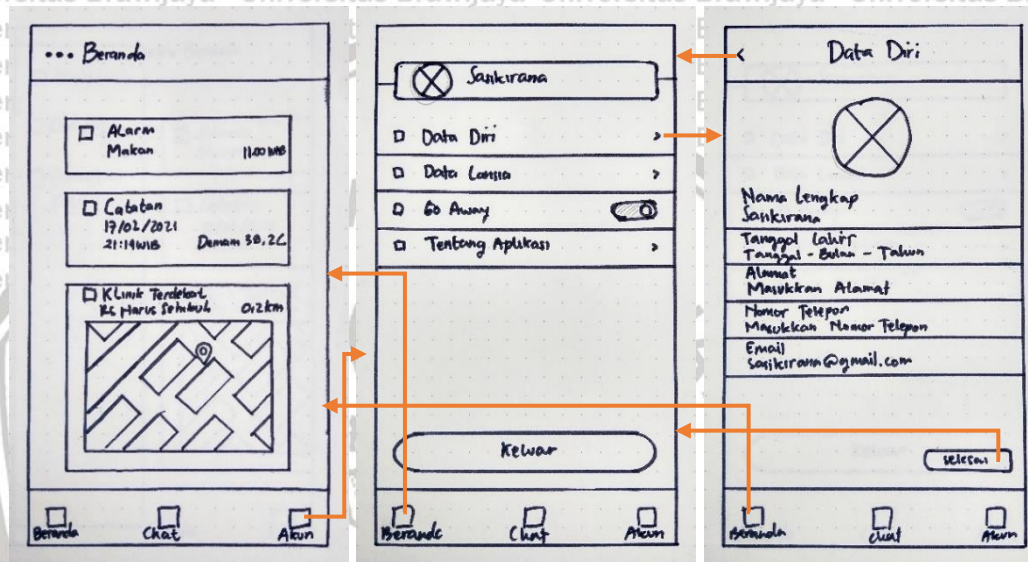 ... Beranda
Alarm
Makan
11.00 WIB
Catatan
17/02/2021
21:19 WIB
Demam 38,2C
Klinik Terdekat
RS Harus Sembuh
0,2 km
Beranda
Chat
Akun
Sasikirana
Data Diri
Data Lansia
Go Away
Tentang Aplikasi
Keluar
Beranda
Chat
Akun
Data Diri
Nama Lengkap
Sasikirana
Tanggal Lahir
Tanggal - Bulan - Tahun
Alamat
Masukkan Alamat
Nomor Telepon
Masukkan Nomor Telepon
Email
Sasikirana@gmail.com
Selesai
Beranda
Chat
Akun